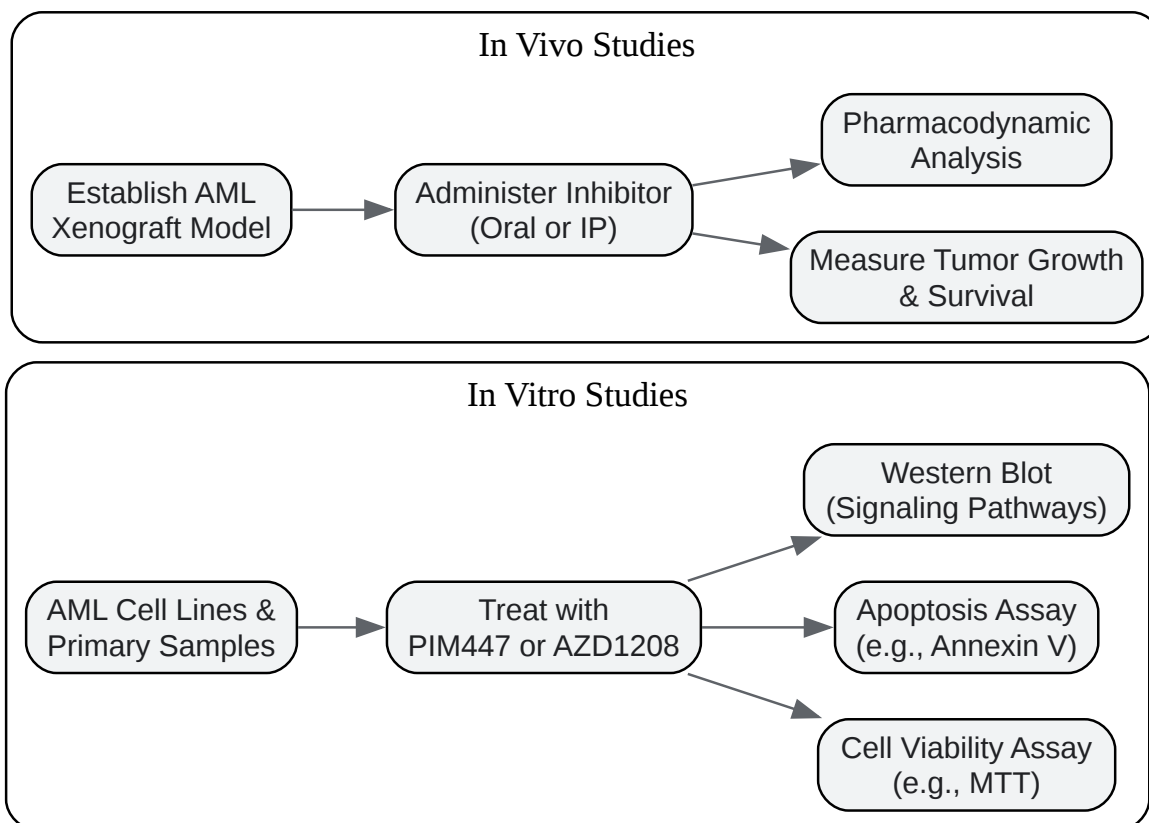 In Vivo Studies
Establish AML
Xenograft Model
Administer Inhibitor
(Oral or IP)
Pharmacodynamic
Analysis
Measure Tumor Growth
& Survival
In Vitro Studies
AML Cell Lines &
Primary Samples
Treat with
PIM447 or AZD1208
Western Blot
(Signaling Pathways)
Apoptosis Assay
(e.g., Annexin V)
Cell Viability Assay
(e.g., MTT)